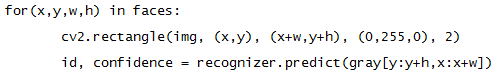 for(x,y,w,h) in faces:
cv2.rectangle(img, (x,y), (x+w,y+h), (0,255,0), 2)
id, confidence = recognizer.predict(gray[y:y+h,x:x+w])